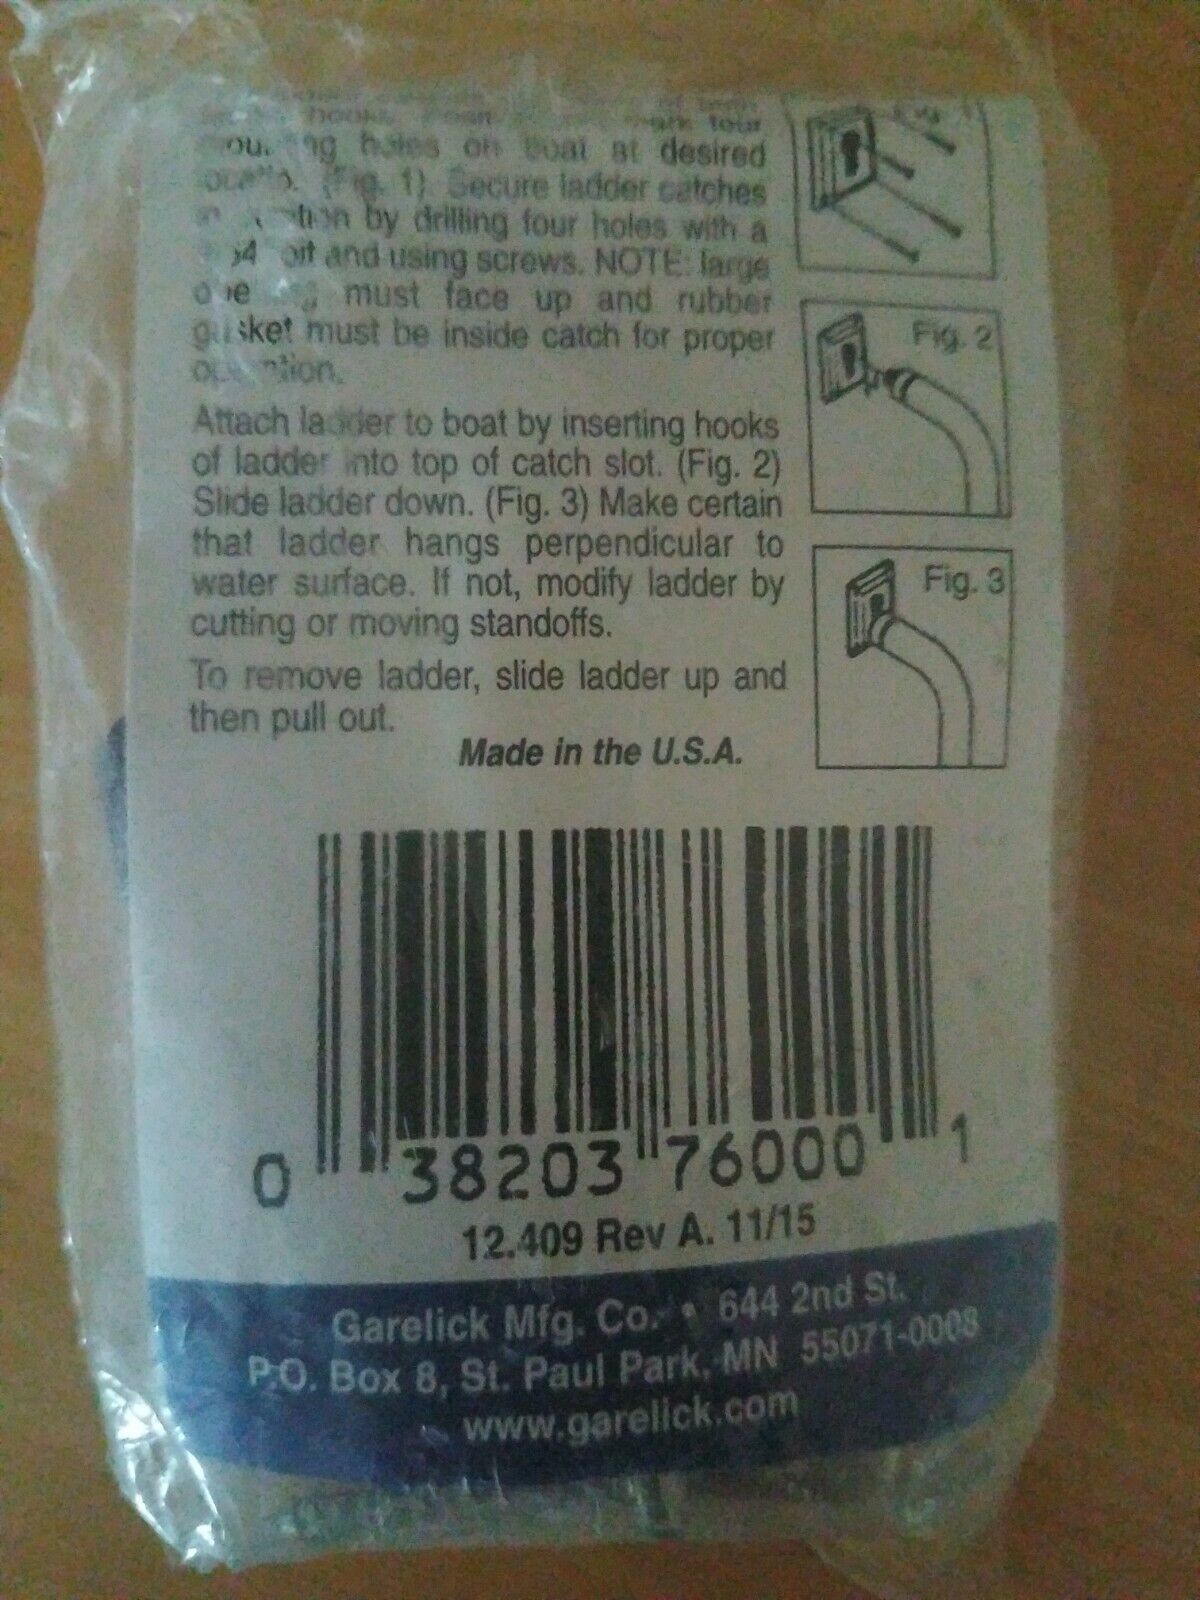 hooks.
four
holes on boat at desired
(Fig. 1) Secure ladder catches
by drilling four holes with a
and using screws. NOTE: large
must face up and rubber
gasket must be inside catch for proper
Attach ladder to boat by inserting hooks
of ladder into top of catch slot. (Fig. 2)
Slide ladder down. (Fig. 3) Make certain
that ladder hangs perpendicular to
water surface. If not, modify ladder by
cutting or moving standoffs.
To remove ladder, slide ladder up and
then pull out.
Made in the U.S.A.
Fig. 2
Fig. 3
0 38203 76000 1
12.409 Rev A. 11/15
Garelick Mfg. Co. • 644 2nd St.
P.O. Box 8, St. Paul Park, MN 55071-0008
www.garelick.com